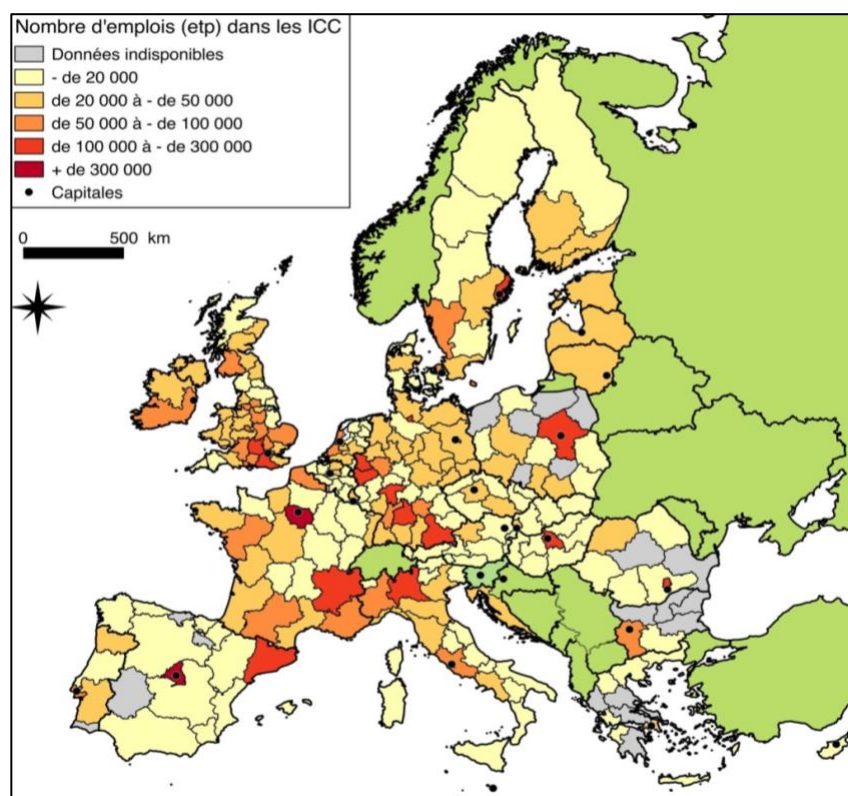 Nombre d'emplois (etp) dans les ICC
Données indisponibles
- de 20 000
de 20 000 à - de 50 000
de 50 000 à - de 100 000
de 100 000 à - de 300 000
+ de 300 000
Capitales
0 500 km